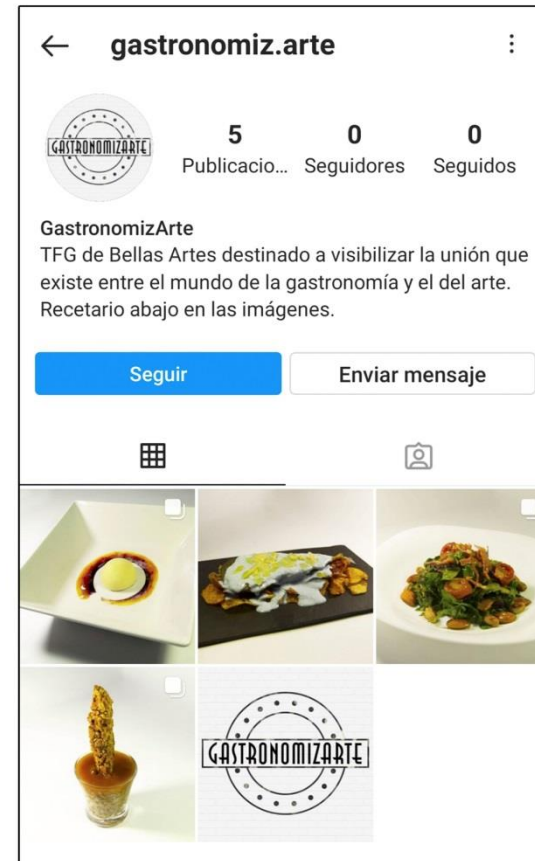 gastronomiz.arte
GASTRONOMIZARTE
5 0 0
Publicacio... Seguidores Seguidos
GastronomizArte
TFG de Bellas Artes destinado a visibilizar la unión que
existe entre el mundo de la gastronomía y el del arte.
Recetario abajo en las imágenes.
Seguir Enviar mensaje
GASTRONOMIZARTE